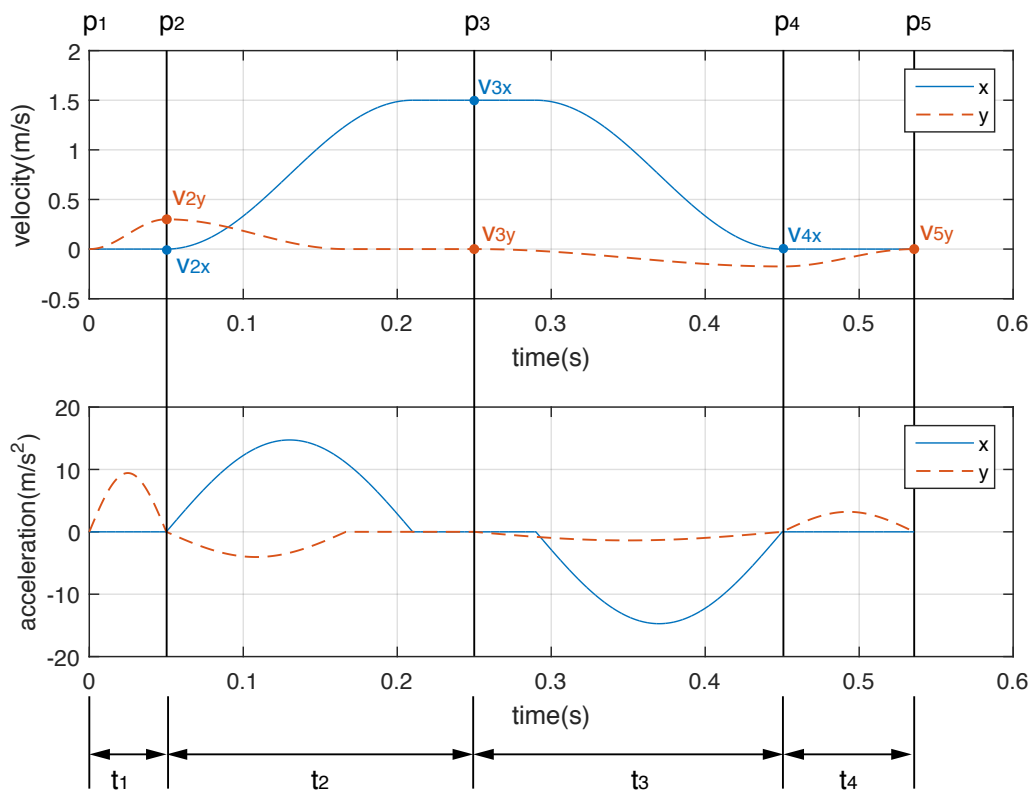 p1 p2 p3 p4 p5
2
1.5
1
0.5
0
-0.5
velocity(m/s)
v2y
v2x
v3x
v3y
v4x
v5y
x
y
0 0.1 0.2 0.3 0.4 0.5 0.6
time(s)
20
10
0
-10
-20
acceleration(m/s²)
x
y
0 0.1 0.2 0.3 0.4 0.5 0.6
time(s)
t1 t2 t3 t4